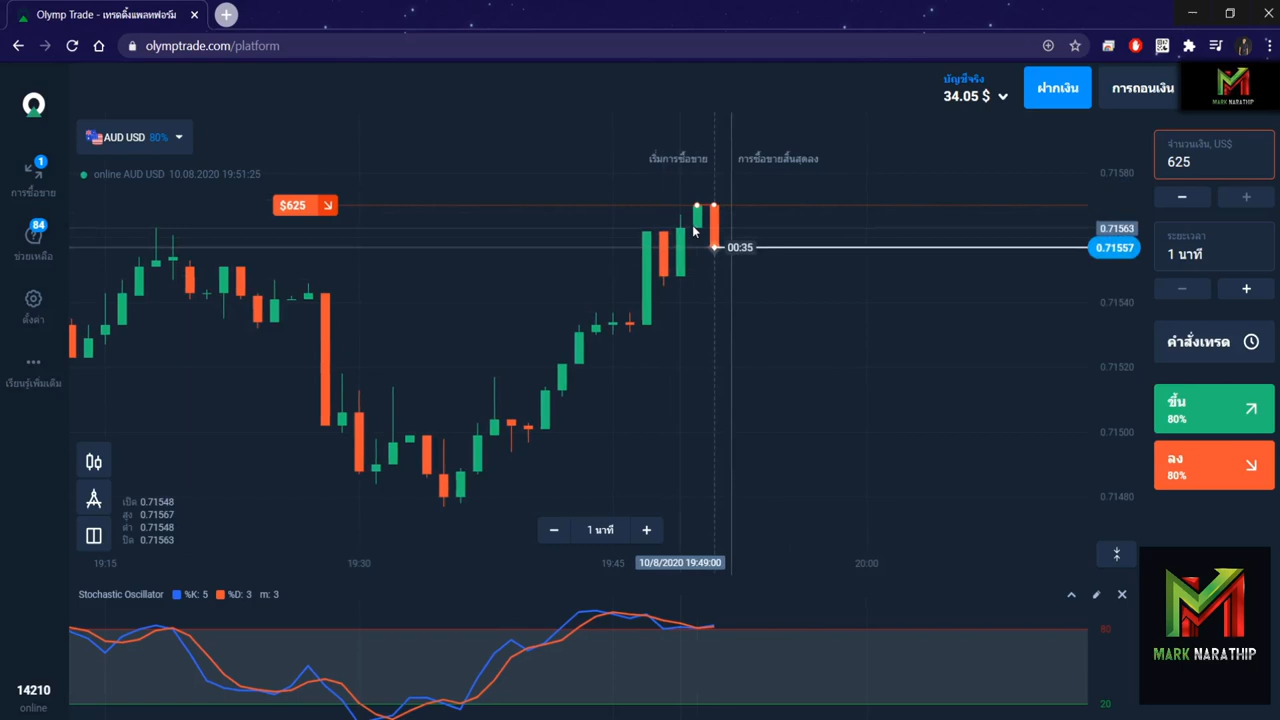 Olymp Trade - เทรดดิ้งแพลทฟอร์ม
olymptrade.com/platform
บัญชีจริง
34.05 $
ฝากเงิน
การถอนเงิน
MARK NARATHIP
AUD USD 80%
online AUD USD 10.08.2020 19:51:25
เริ่มการซื้อขาย
การซื้อขายสิ้นสุดลง
$625
00:35
0.71580
0.71563
0.71557
0.71540
0.71520
0.71500
0.71480
1
การซื้อขาย
84
ช่วยเหลือ
ตั้งค่า
เรียนรู้เพิ่มเติม
14210
online
จำนวนเงิน, US$
625
ระยะเวลา
1 นาที
คำสั่งเทรด
ขึ้น
80%
ลง
80%
เปิด 0.71548
สูง 0.71567
ต่ำ 0.71548
ปิด 0.71563
1 นาที
19:15
19:30
19:45
10/8/2020 19:49:00
20:00
Stochastic Oscillator %K: 5 %D: 3 m: 3
80
20
MARK NARATHIP